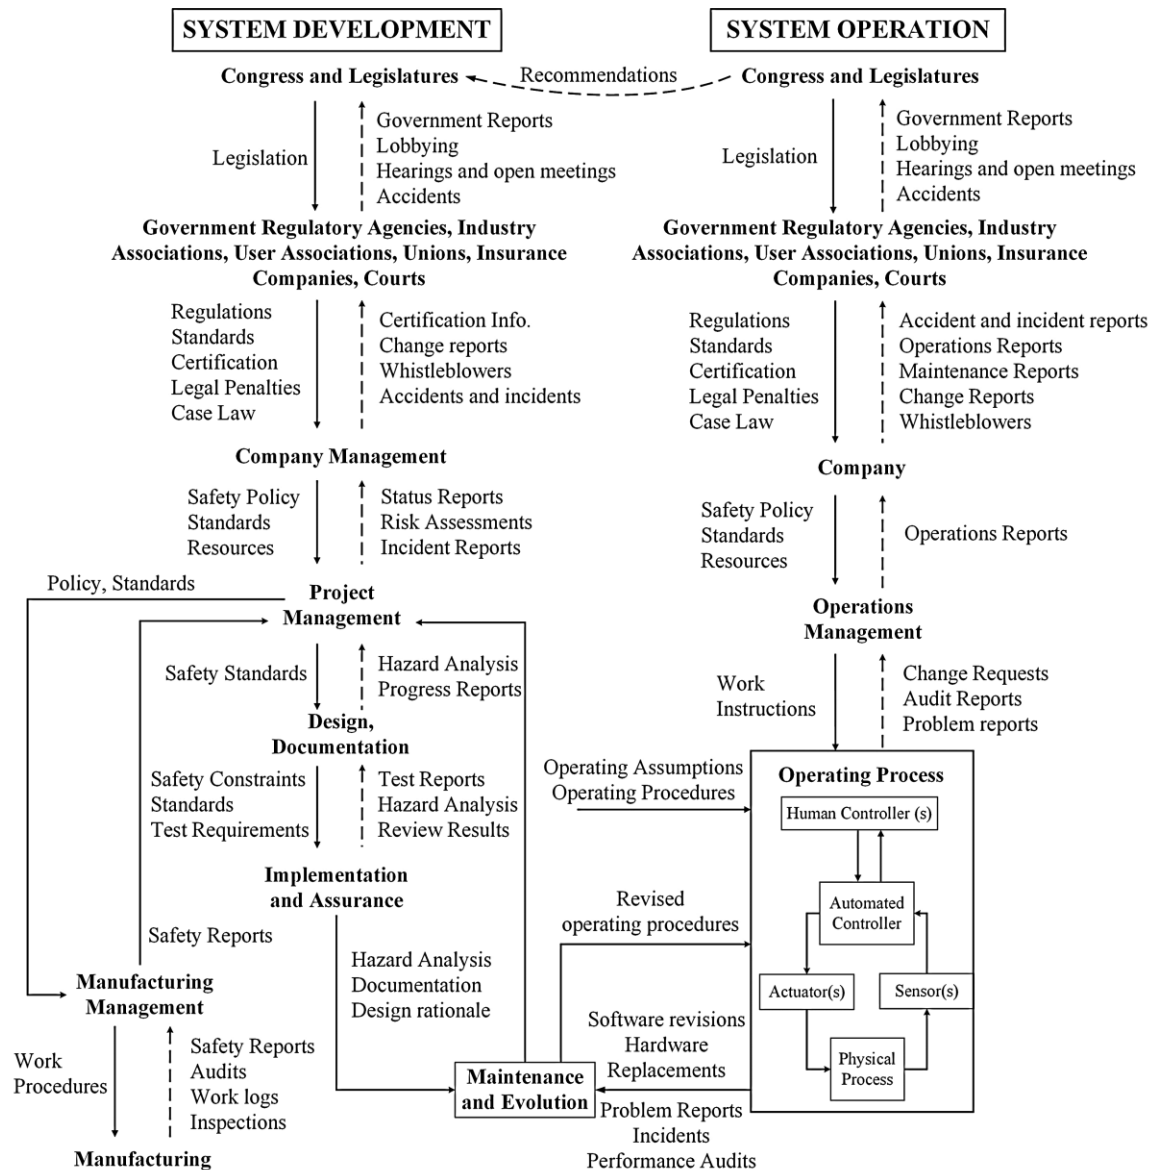 SYSTEM DEVELOPMENT
Congress and Legislatures
Legislation
Government Reports
Lobbying
Hearings and open meetings
Accidents
Government Regulatory Agencies, Industry
Associations, User Associations, Unions, Insurance
Companies, Courts
Regulations
Standards
Certification
Legal Penalties
Case Law
Certification Info.
Change reports
Whistleblowers
Accidents and incidents
Company Management
Safety Policy
Standards
Resources
Status Reports
Risk Assessments
Incident Reports
Policy, Standards
Project
Management
Safety Standards
Hazard Analysis
Progress Reports
Design,
Documentation
Safety Constraints
Standards
Test Requirements
Test Reports
Hazard Analysis
Review Results
Implementation
and Assurance
Safety Reports
Hazard Analysis
Documentation
Design rationale
Manufacturing
Management
Work
Procedures
Safety Reports
Audits
Work logs
Inspections
Manufacturing
Recommendations
SYSTEM OPERATION
Congress and Legislatures
Legislation
Government Reports
Lobbying
Hearings and open meetings
Accidents
Government Regulatory Agencies, Industry
Associations, User Associations, Unions, Insurance
Companies, Courts
Regulations
Standards
Certification
Legal Penalties
Case Law
Accident and incident reports
Operations Reports
Maintenance Reports
Change Reports
Whistleblowers
Company
Safety Policy
Standards
Resources
Operations Reports
Operations
Management
Work
Instructions
Change Requests
Audit Reports
Problem reports
Operating Assumptions
Operating Procedures
Operating Process
Human Controller (s)
Automated
Controller
Actuator(s)
Sensor(s)
Physical
Process
Revised
operating procedures
Software revisions
Hardware
Replacements
Maintenance
and Evolution
Problem Reports
Incidents
Performance Audits